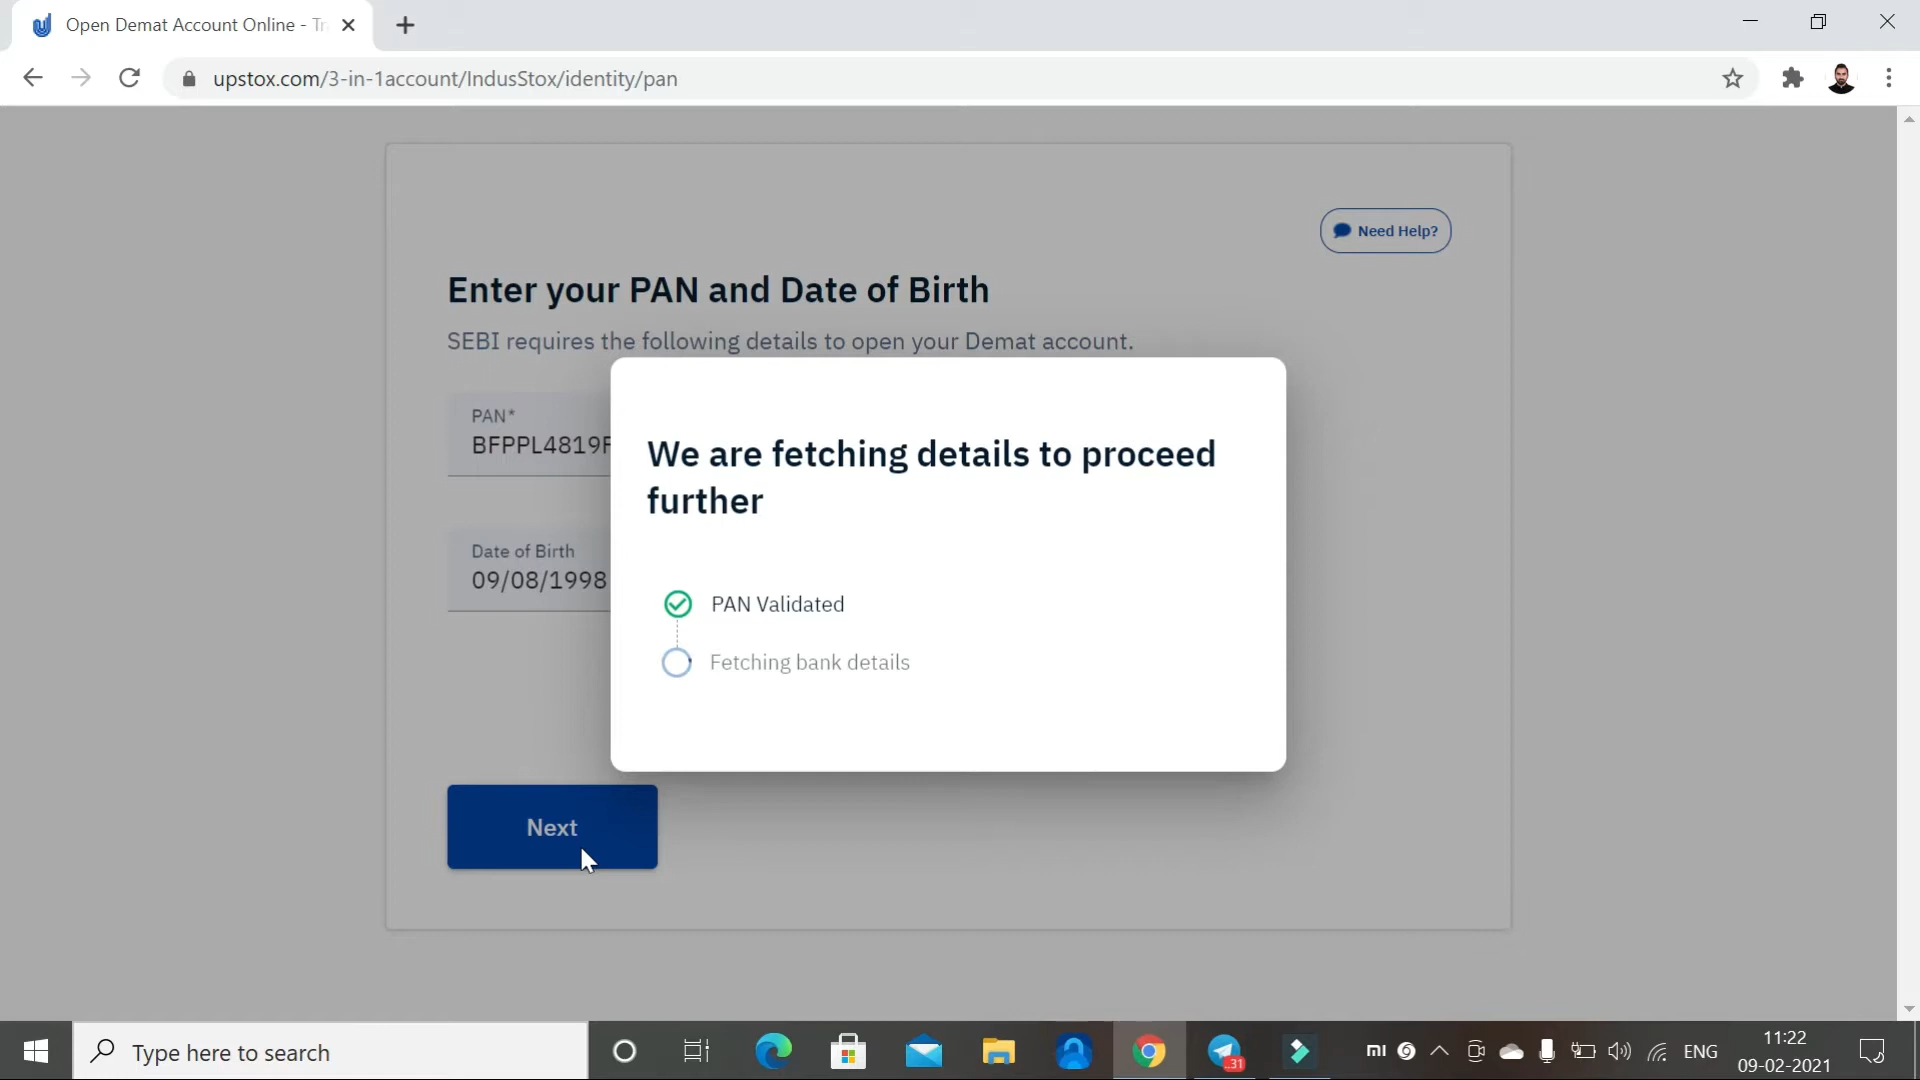 Open Demat Account Online - Tr
upstox.com/3-in-1account/IndusStox/identity/pan
Need Help?
Enter your PAN and Date of Birth
SEBI requires the following details to open your Demat account.
PAN*
BFPPL4819F
We are fetching details to proceed
further
Date of Birth
09/08/1998
PAN Validated
Fetching bank details
Next
Type here to search
31
MI
ENG
11:22
09-02-2021